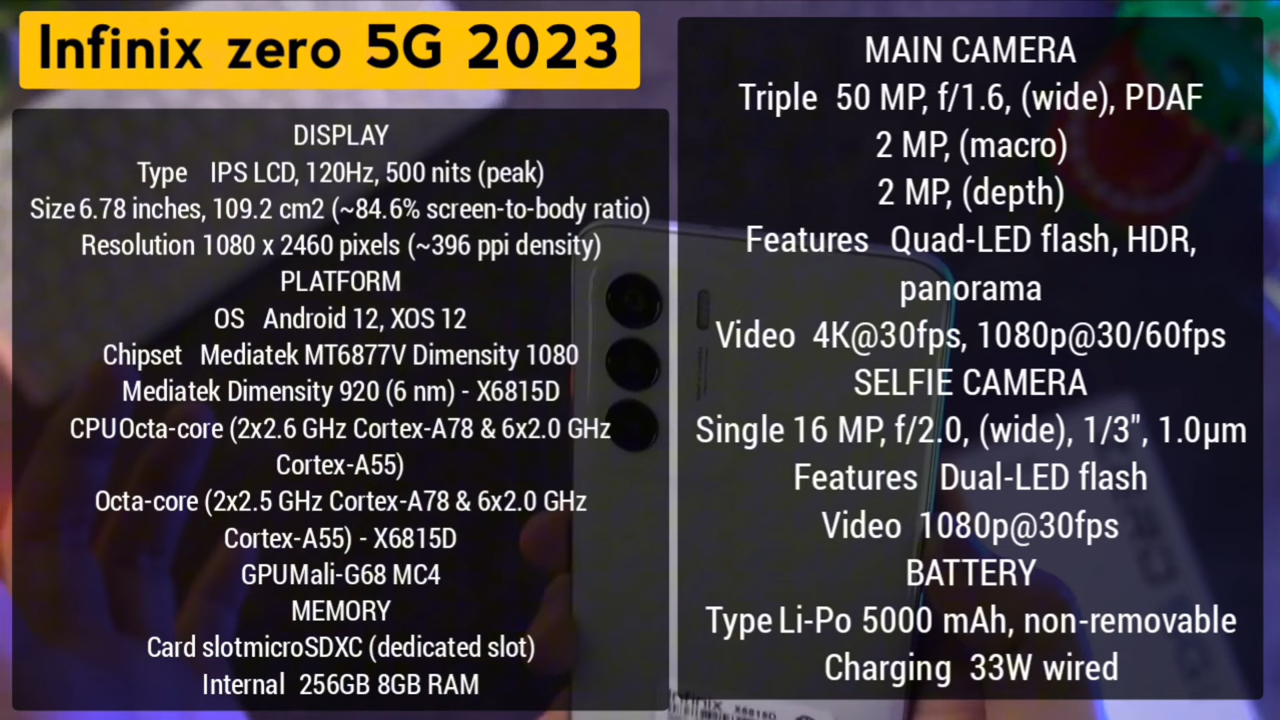 Infinix zero 5G 2023
DISPLAY
Type IPS LCD, 120Hz, 500 nits (peak)
Size 6.78 inches, 109.2 cm2 (~84.6% screen-to-body ratio)
Resolution 1080 x 2460 pixels (~396 ppi density)
PLATFORM
OS Android 12, XOS 12
Chipset Mediatek MT6877V Dimensity 1080
Mediatek Dimensity 920 (6 nm) - X6815D
CPUOcta-core (2x2.6 GHz Cortex-A78 & 6x2.0 GHz
Cortex-A55)
Octa-core (2x2.5 GHz Cortex-A78 & 6x2.0 GHz
Cortex-A55) - X6815D
GPUMali-G68 MC4
MEMORY
Card slotmicroSDXC (dedicated slot)
Internal 256GB 8GB RAM
MAIN CAMERA
Triple 50 MP, f/1.6, (wide), PDAF
2 MP, (macro)
2 MP, (depth)
Features Quad-LED flash, HDR,
panorama
Video 4K@30fps, 1080p@30/60fps
SELFIE CAMERA
Single 16 MP, f/2.0, (wide), 1/3", 1.0µm
Features Dual-LED flash
Video 1080p@30fps
BATTERY
Type Li-Po 5000 mAh, non-removable
Charging 33W wired
Infinix X6815D